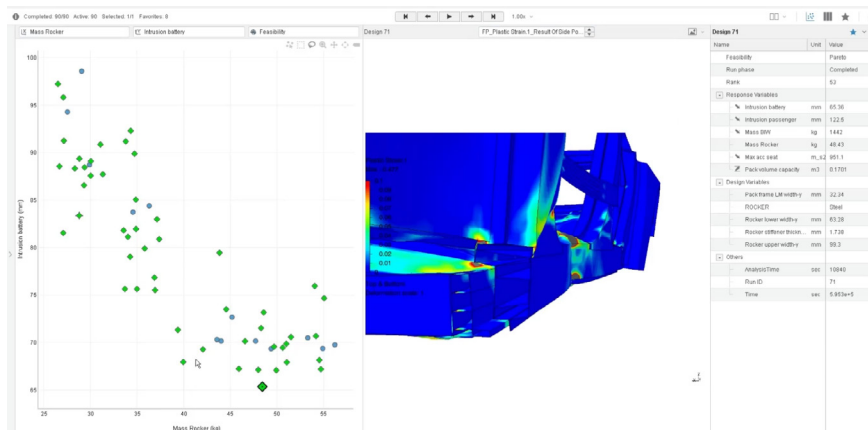 Completed: 90/90 Active: 90 Selected: 1/1 Favorites: 8
1.00x
Mass Rocker
Intrusion battery
Feasibility
Design 71
FP_Plastic Strain.1_Result Of Side Po...
100
95
90
85
80
75
70
65
Intrusion battery (mm)
25 30 35 40 45 50 55
Mass Rocker (kg)
0.02
0.01
Design 71
Name Unit Value
Feasibility Pareto
Run phase Completed
Rank 53
Response Variables
Intrusion battery mm 65.36
Intrusion passenger mm 122.6
Mass BIW kg 1442
Mass Rocker kg 48.43
Max acc seat m_s2 951.1
Pack volume capacity m3 0.1701
Design Variables
Pack frame LM width-y mm 32.34
ROCKER Steel
Rocker lower width-y mm 63.28
Rocker stiffener thickn... mm 1.738
Rocker upper width-y mm 99.3
Others
AnalysisTime sec 10840
Run ID 71
Time sec 5.953e+5